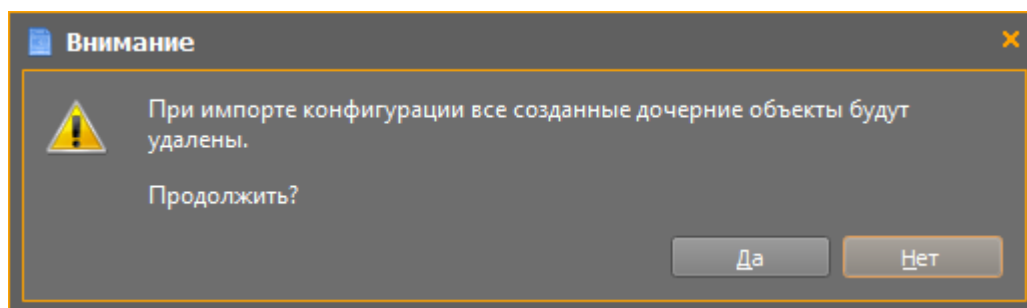 Внимание
При импорте конфигурации все созданные дочерние объекты будут
удалены.
Продолжить?
Да
Нет